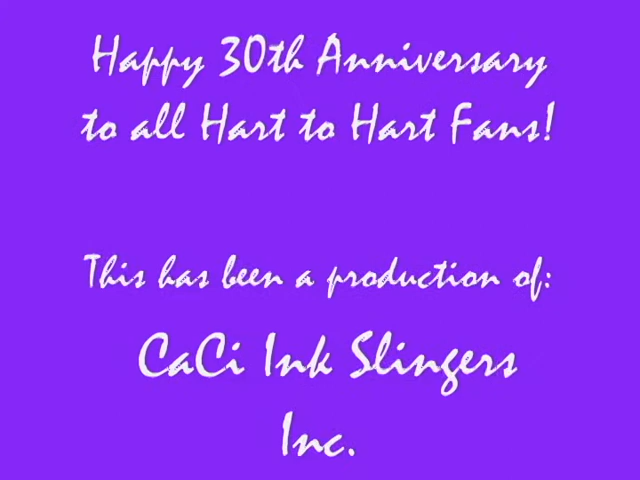 Happy 30th Anniversary
to all Hart to Hart Fans!
This has been a production of:
CaCi Ink Slingers
Inc.